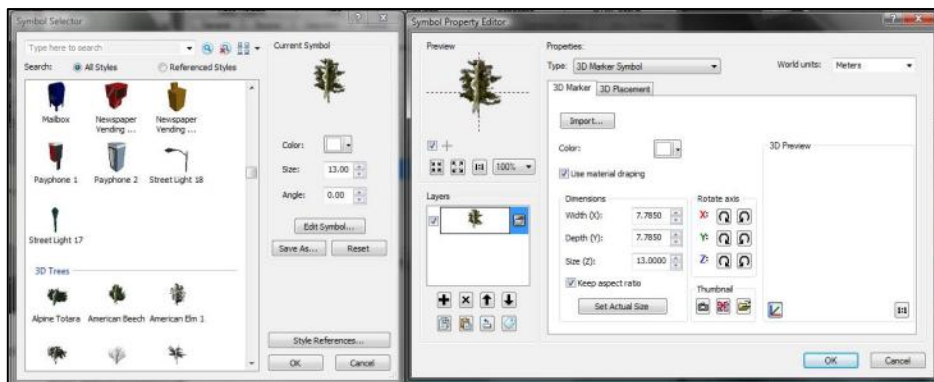 Symbol Selector
Type here to search
Search: All Styles Referenced Styles
Mailbox Newspaper Vending ... Newspaper Vending ...
Payphone 1 Payphone 2 Street Light 18
Street Light 17
3D Trees
Alpine Totara American Beech American Elm 1
Current Symbol
Color:
Size: 13.00
Angle: 0.00
Edit Symbol...
Save As... Reset
Style References...
OK Cancel
Symbol Property Editor
Preview
100%
Layers
Properties:
Type: 3D Marker Symbol World units: Meters
3D Marker 3D Placement
Import...
Color:
Use material draping
Dimensions
Width (X): 7.7850
Depth (Y): 7.7850
Size (Z): 13.0000
Keep aspect ratio
Set Actual Size
Rotate axis
X:
Y:
Z:
Thumbnail
3D Preview
1:1
OK Cancel